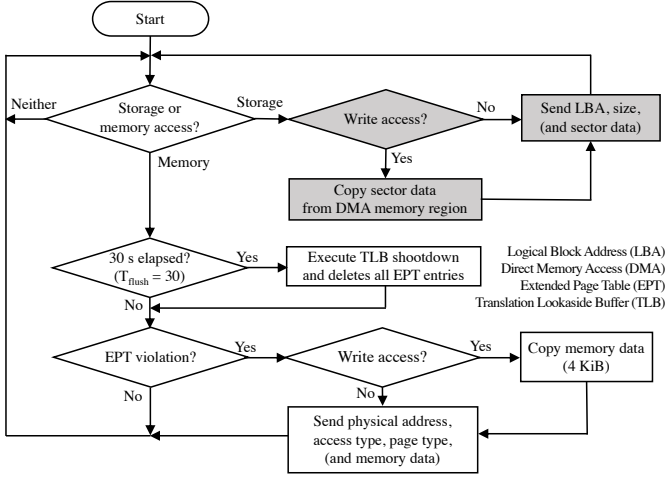 Start
Neither
Storage or
memory access?
Storage
Write access?
No
Send LBA, size,
(and sector data)
Yes
Copy sector data
from DMA memory region
Memory
30 s elapsed?
(Tflush = 30)
Yes
Execute TLB shootdown
and deletes all EPT entries
No
Logical Block Address (LBA)
Direct Memory Access (DMA)
Extended Page Table (EPT)
Translation Lookaside Buffer (TLB)
EPT violation?
Yes
Write access?
Yes
Copy memory data
(4 KiB)
No
No
Send physical address,
access type, page type,
(and memory data)